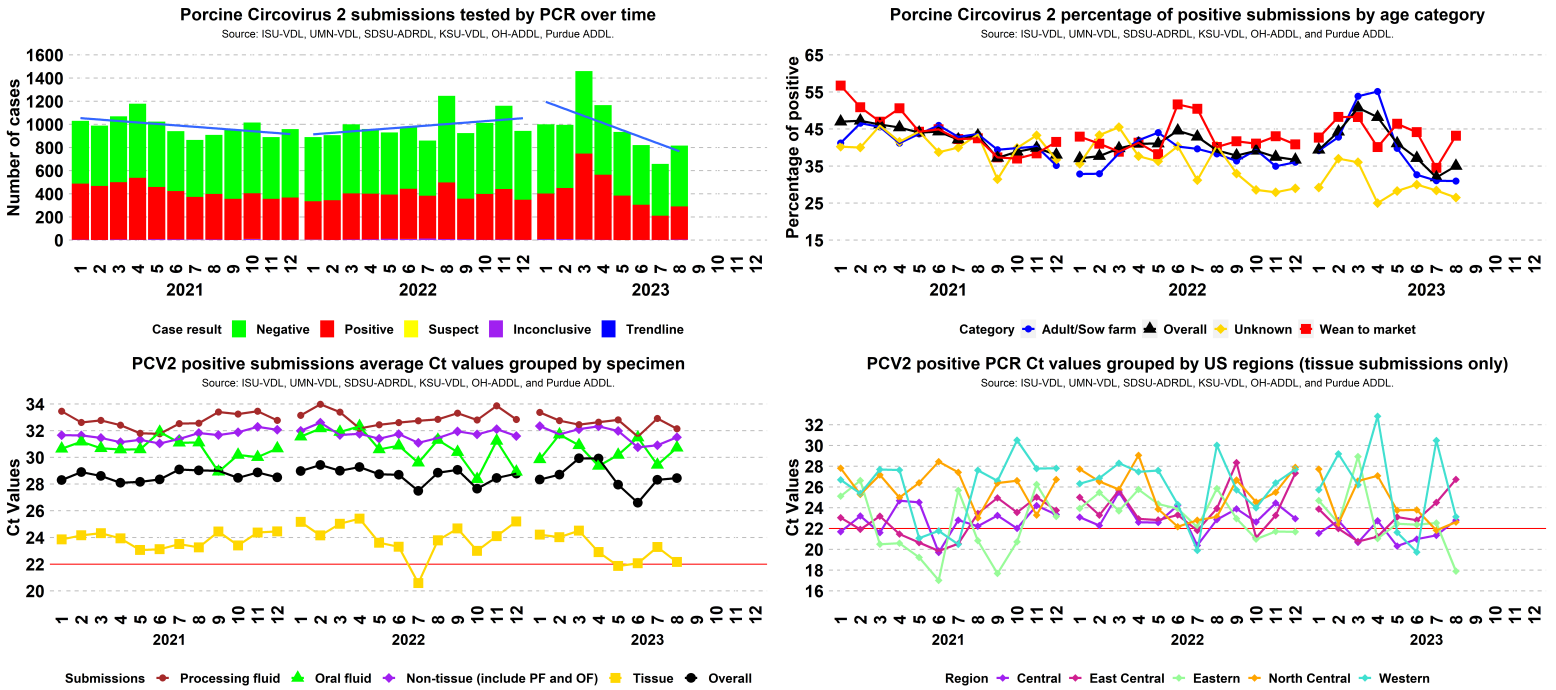 Porcine Circovirus 2 submissions tested by PCR over time
Source: ISU-VDL, UMN-VDL, SDSU-ADRDL, KSU-VDL, OH-ADDL, Purdue ADDL.
Number of cases
1600
1400
1200
1000
800
600
400
200
0
1 2 3 4 5 6 7 8 9 10 11 12 1 2 3 4 5 6 7 8 9 10 11 12 1 2 3 4 5 6 7 8 9 10 11 12
2021 2022 2023
Case result Negative Positive Suspect Inconclusive Trendline
Porcine Circovirus 2 percentage of positive submissions by age category
Source: ISU-VDL, UMN-VDL, SDSU-ADRDL, KSU-VDL, OH-ADDL, and Purdue ADDL.
Percentage of positive
65
55
45
35
25
15
1 2 3 4 5 6 7 8 9 10 11 12 1 2 3 4 5 6 7 8 9 10 11 12 1 2 3 4 5 6 7 8 9 10 11 12
2021 2022 2023
Category Adult/Sow farm Overall Unknown Wean to market
PCV2 positive submissions average Ct values grouped by specimen
Source: ISU-VDL, UMN-VDL, SDSU-ADRDL, KSU-VDL, OH-ADDL, and Purdue ADDL.
Ct Values
34
32
30
28
26
24
22
20
1 2 3 4 5 6 7 8 9 10 11 12 1 2 3 4 5 6 7 8 9 10 11 12 1 2 3 4 5 6 7 8 9 10 11 12
2021 2022 2023
Submissions Processing fluid Oral fluid Non-tissue (include PF and OF) Tissue Overall
PCV2 positive PCR Ct values grouped by US regions (tissue submissions only)
Source: ISU-VDL, UMN-VDL, SDSU-ADRDL, KSU-VDL, OH-ADDL, and Purdue ADDL.
Ct Values
32
30
28
26
24
22
20
18
16
1 2 3 4 5 6 7 8 9 10 11 12 1 2 3 4 5 6 7 8 9 10 11 12 1 2 3 4 5 6 7 8 9 10 11 12
2021 2022 2023
Region Central East Central Eastern North Central Western